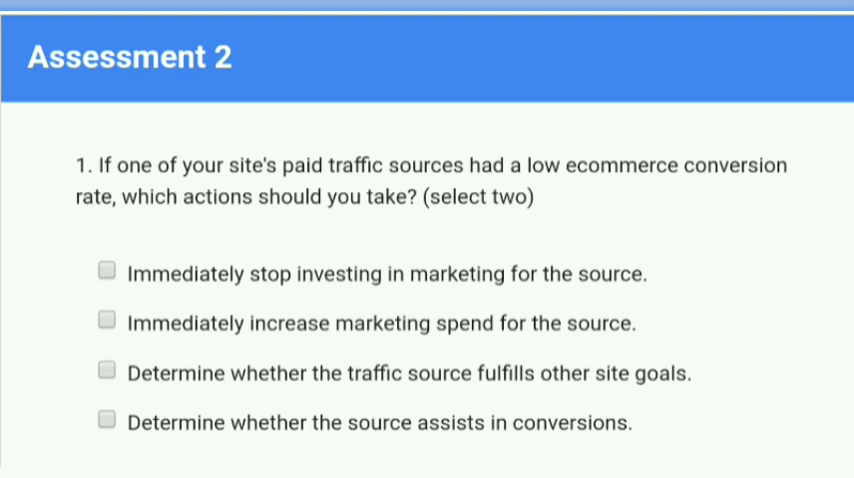 Assessment 2
1. If one of your site's paid traffic sources had a low ecommerce conversion
rate, which actions should you take? (select two)
Immediately stop investing in marketing for the source.
Immediately increase marketing spend for the source.
Determine whether the traffic source fulfills other site goals.
Determine whether the source assists in conversions.